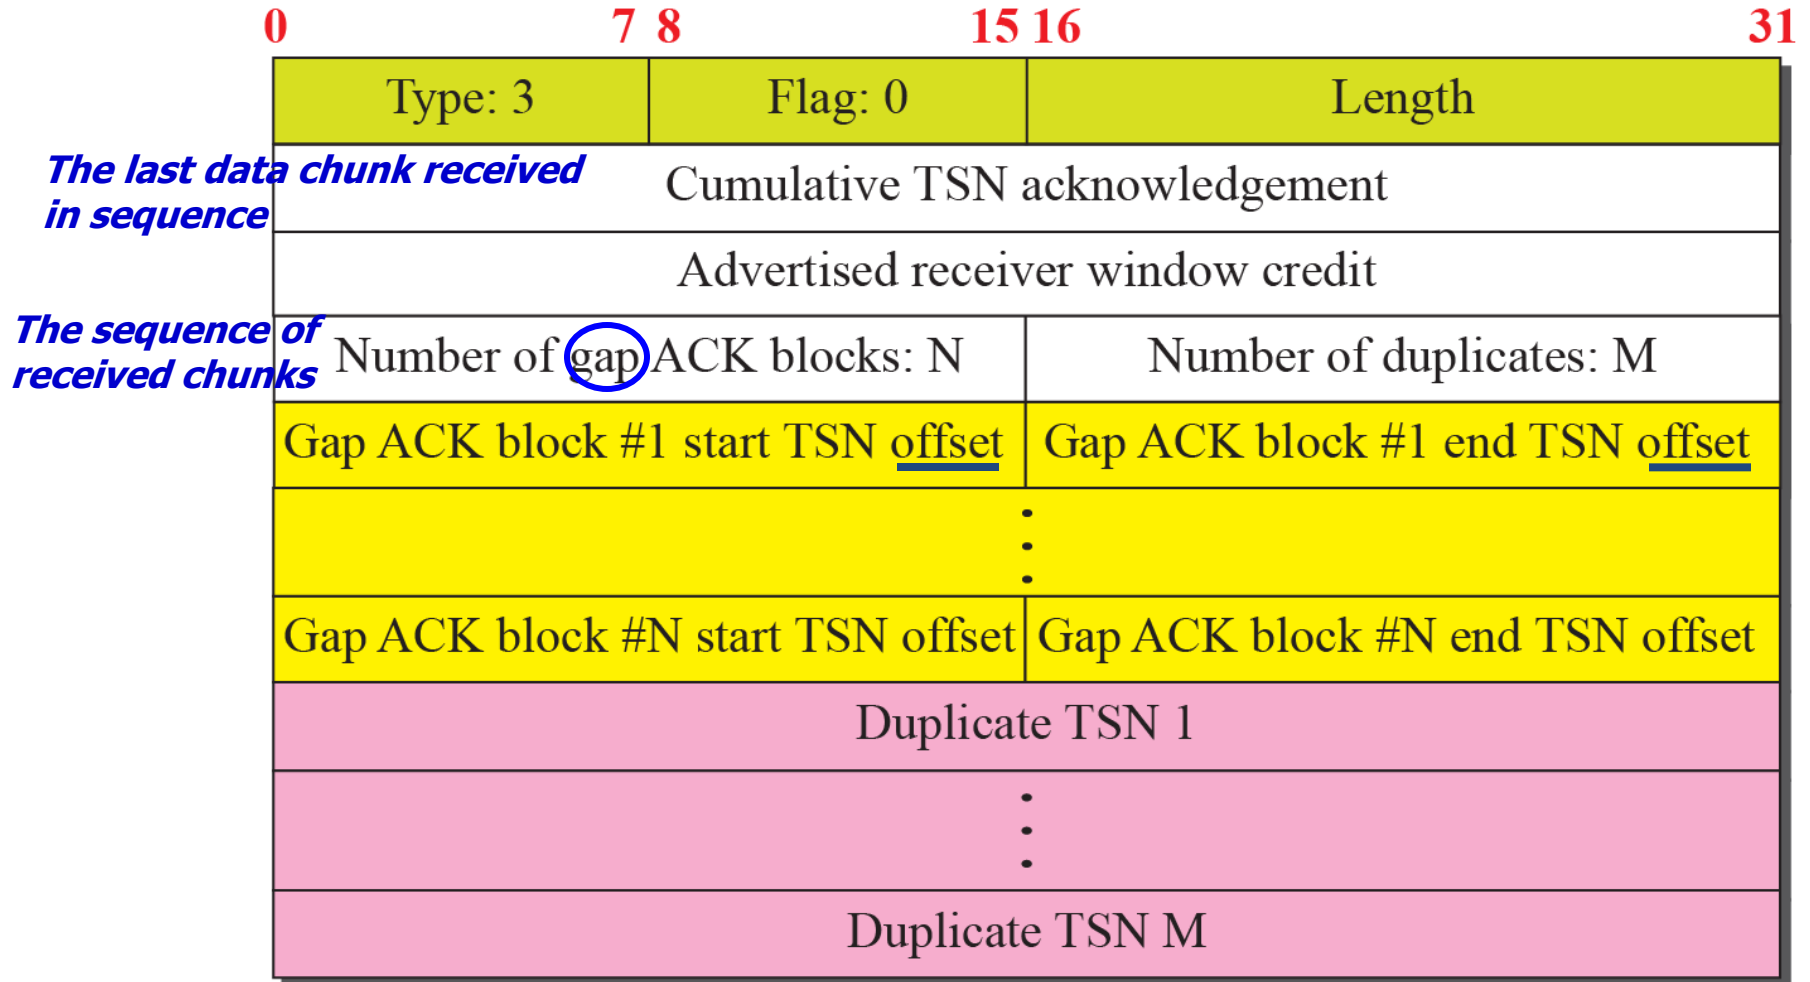 0 7 8 15 16 31
Type: 3 Flag: 0 Length
The last data chunk received
in sequence
Cumulative TSN acknowledgement
Advertised receiver window credit
The sequence of
received chunks
Number of gap ACK blocks: N Number of duplicates: M
Gap ACK block #1 start TSN offset Gap ACK block #1 end TSN offset
Gap ACK block #N start TSN offset Gap ACK block #N end TSN offset
Duplicate TSN 1
Duplicate TSN M